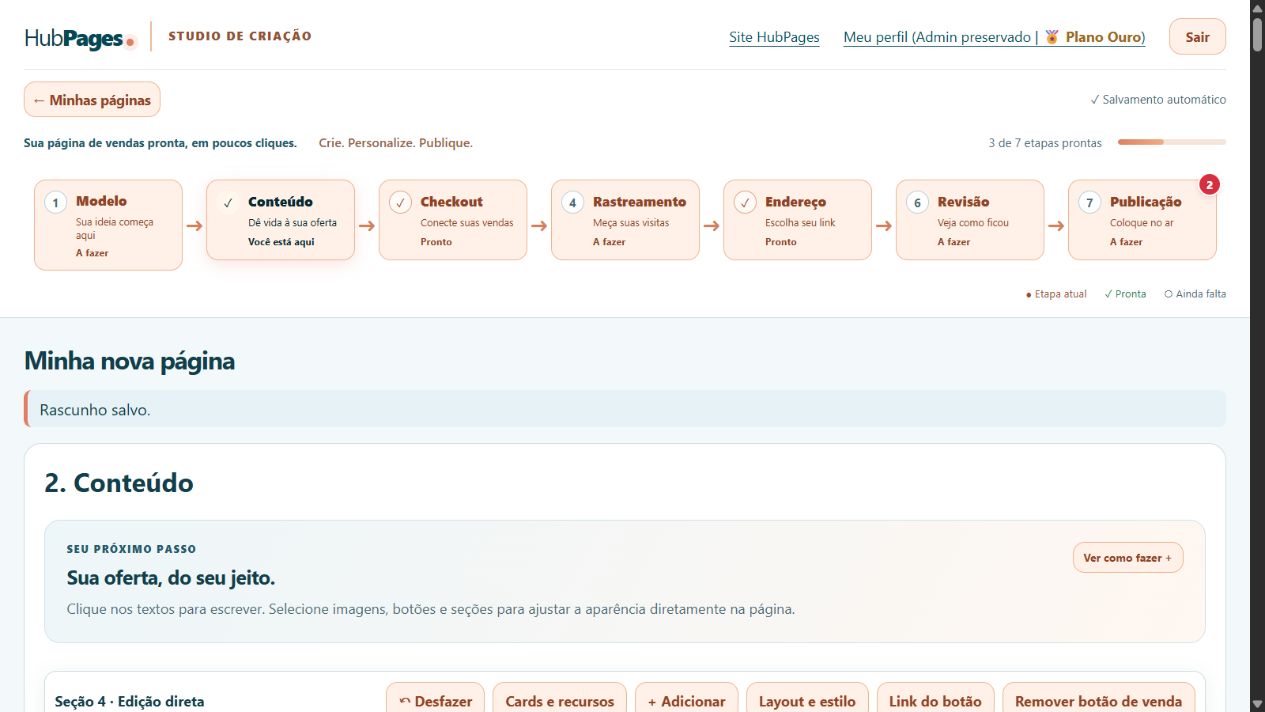 HubPages
STUDIO DE CRIAÇÃO
Site HubPages
Meu perfil (Admin preservado | 🏅 Plano Ouro)
Sair
← Minhas páginas
✓ Salvamento automático
Sua página de vendas pronta, em poucos cliques.
Crie. Personalize. Publique.
3 de 7 etapas prontas
1
Modelo
Sua ideia começa
aqui
A fazer
→
✓
Conteúdo
Dê vida à sua oferta
Você está aqui
→
✓
Checkout
Conecte suas vendas
Pronto
→
4
Rastreamento
Meça suas visitas
A fazer
→
✓
Endereço
Escolha seu link
Pronto
→
6
Revisão
Veja como ficou
A fazer
→
7
Publicação
Coloque no ar
A fazer
2
● Etapa atual
✓ Pronta
○ Ainda falta
Minha nova página
Rascunho salvo.
2. Conteúdo
SEU PRÓXIMO PASSO
Sua oferta, do seu jeito.
Clique nos textos para escrever. Selecione imagens, botões e seções para ajustar a aparência diretamente na página.
Ver como fazer +
Seção 4 · Edição direta
↶ Desfazer
Cards e recursos
+ Adicionar
Layout e estilo
Link do botão
Remover botão de venda